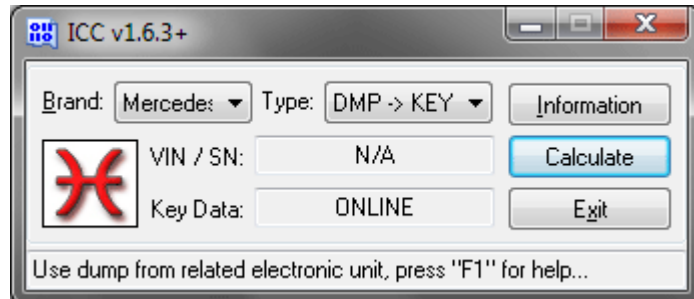 ICC v1.6.3+
Brand: Mercedes Type: DMP -> KEY Information
VIN / SN: N/A Calculate
Key Data: ONLINE Exit
Use dump from related electronic unit, press "F1" for help...